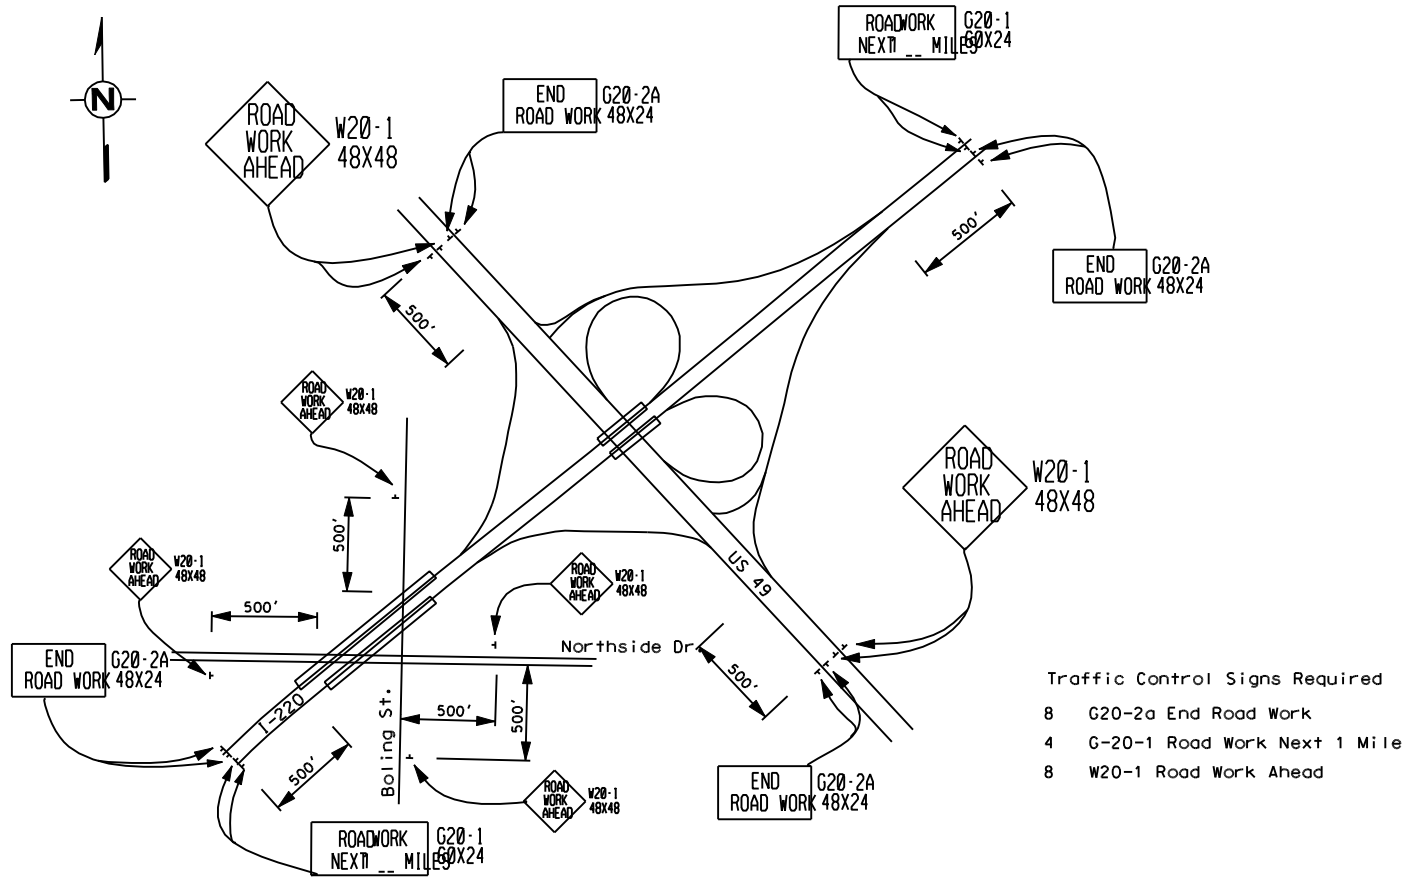 N
ROAD
WORK
AHEAD
W20-1
48X48
END
ROAD WORK
G20-2A
48X24
ROADWORK
NEXT 1 __ MILES
G20-1
60X24
500'
END
ROAD WORK
G20-2A
48X24
500'
ROAD
WORK
AHEAD
W20-1
48X48
500'
ROAD
WORK
AHEAD
W20-1
48X48
ROAD
WORK
AHEAD
W20-1
48X48
500'
ROAD
WORK
AHEAD
W20-1
48X48
US 49
Northside Dr.
END
ROAD WORK
G20-2A
48X24
I-220
500'
Boling St.
500'
500'
500'
ROAD
WORK
AHEAD
W20-1
48X48
END
ROAD WORK
G20-2A
48X24
ROADWORK
NEXT 1 __ MILES
G20-1
60X24
Traffic Control Signs Required
8 G20-2a End Road Work
4 G-20-1 Road Work Next 1 Mile
8 W20-1 Road Work Ahead